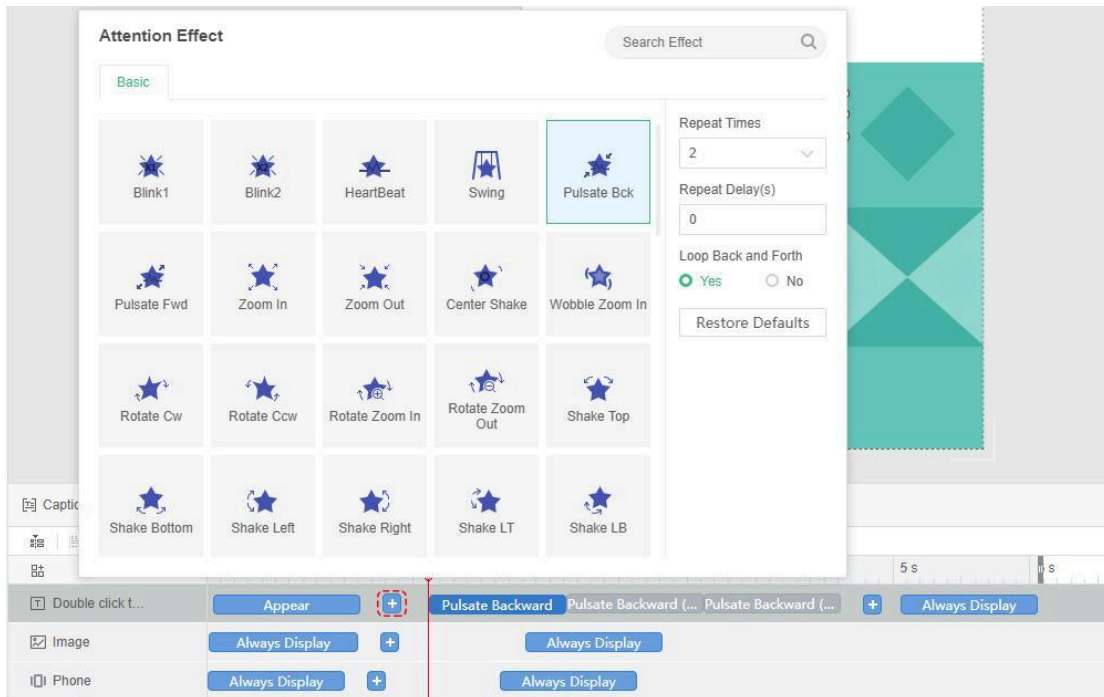 Attention Effect
Search Effect
Basic
Blink1
Blink2
HeartBeat
Swing
Pulsate Bck
Pulsate Fwd
Zoom In
Zoom Out
Center Shake
Wobble Zoom In
Rotate Cw
Rotate Ccw
Rotate Zoom In
Rotate Zoom
Out
Shake Top
Shake Bottom
Shake Left
Shake Right
Shake LT
Shake LB
Repeat Times
2
Repeat Delay(s)
0
Loop Back and Forth
Yes
No
Restore Defaults
Captio
5 s
s
Double click t...
Appear
Pulsate Backward
Pulsate Backward (...
Pulsate Backward (...
Always Display
Image
Always Display
Always Display
Phone
Always Display
Always Display